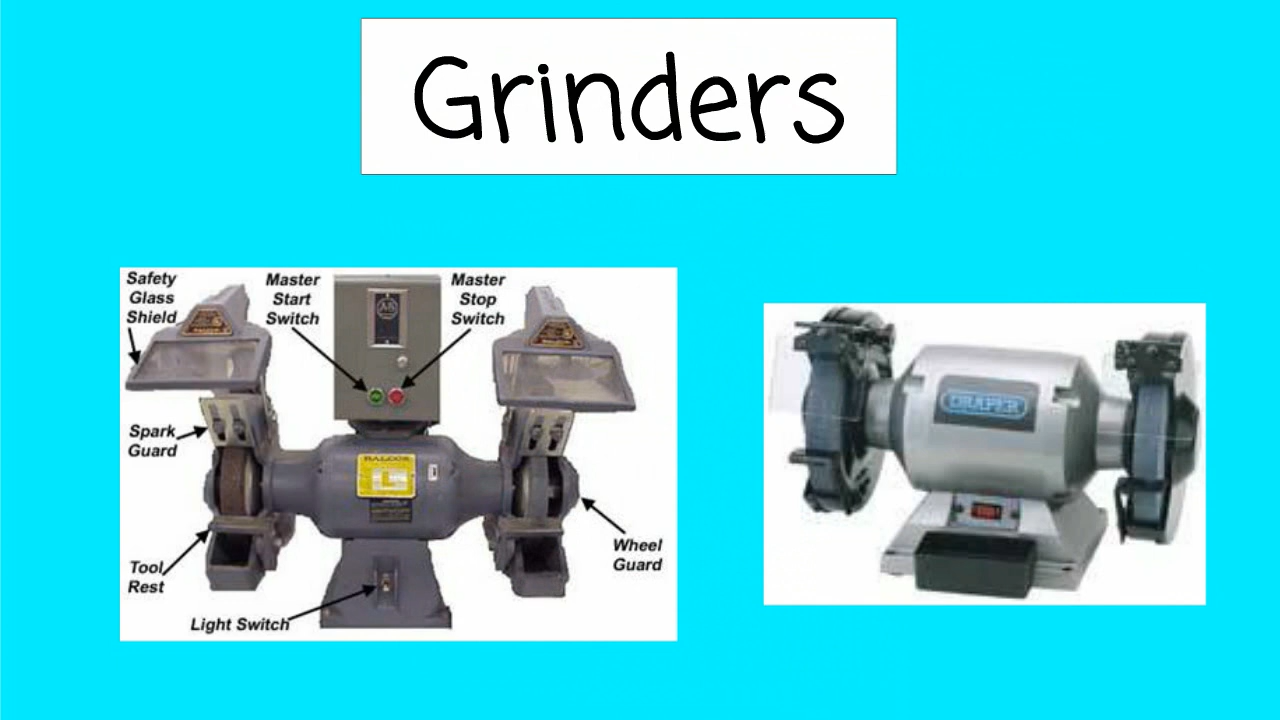 Grinders
Safety
Glass
Shield
Master
Start
Switch
Master
Stop
Switch
Spark
Guard
BALDOR
Tool
Rest
Wheel
Guard
Light Switch
DRAPER